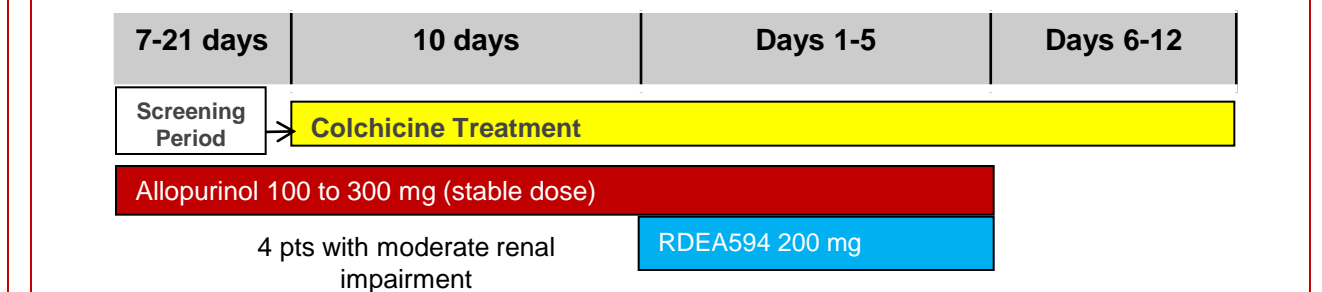 7-21 days 10 days Days 1-5 Days 6-12
Screening
Period
Colchicine Treatment
Allopurinol 100 to 300 mg (stable dose)
RDEA594 200 mg
4 pts with moderate renal
impairment